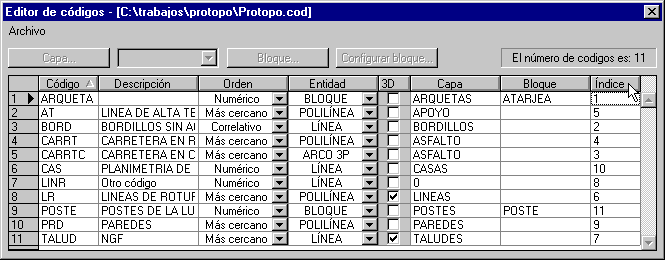 Editor de códigos - [C:\trabajos\protopo\Protopo.cod]
Archivo
Capa... Bloque... Configurar bloque... El número de codigos es: 11
Código Descripción Orden Entidad 3D Capa Bloque Índice
1 ARQUETA Numérico BLOQUE ARQUETAS ATARJEA 1
2 AT LINEA DE ALTA TE Más cercano POLILÍNEA APOYO 5
3 BORD BORDILLOS SIN AC Correlativo LÍNEA BORDILLOS 2
4 CARRT CARRETERA EN R Más cercano POLILÍNEA ASFALTO 4
5 CARRTC CARRETERA EN C Más cercano ARCO 3P ASFALTO 3
6 CAS PLANIMETRIA DE Numérico LÍNEA CASAS 10
7 LINR Otro código Numérico LÍNEA 0 8
8 LR LINEAS DE ROTUF Más cercano POLILÍNEA LINEAS 6
9 POSTE POSTES DE LA LU Numérico BLOQUE POSTES POSTE 11
10 PRD PAREDES Más cercano POLILÍNEA PAREDES 9
11 TALUD NGF Más cercano LÍNEA TALUDES 7